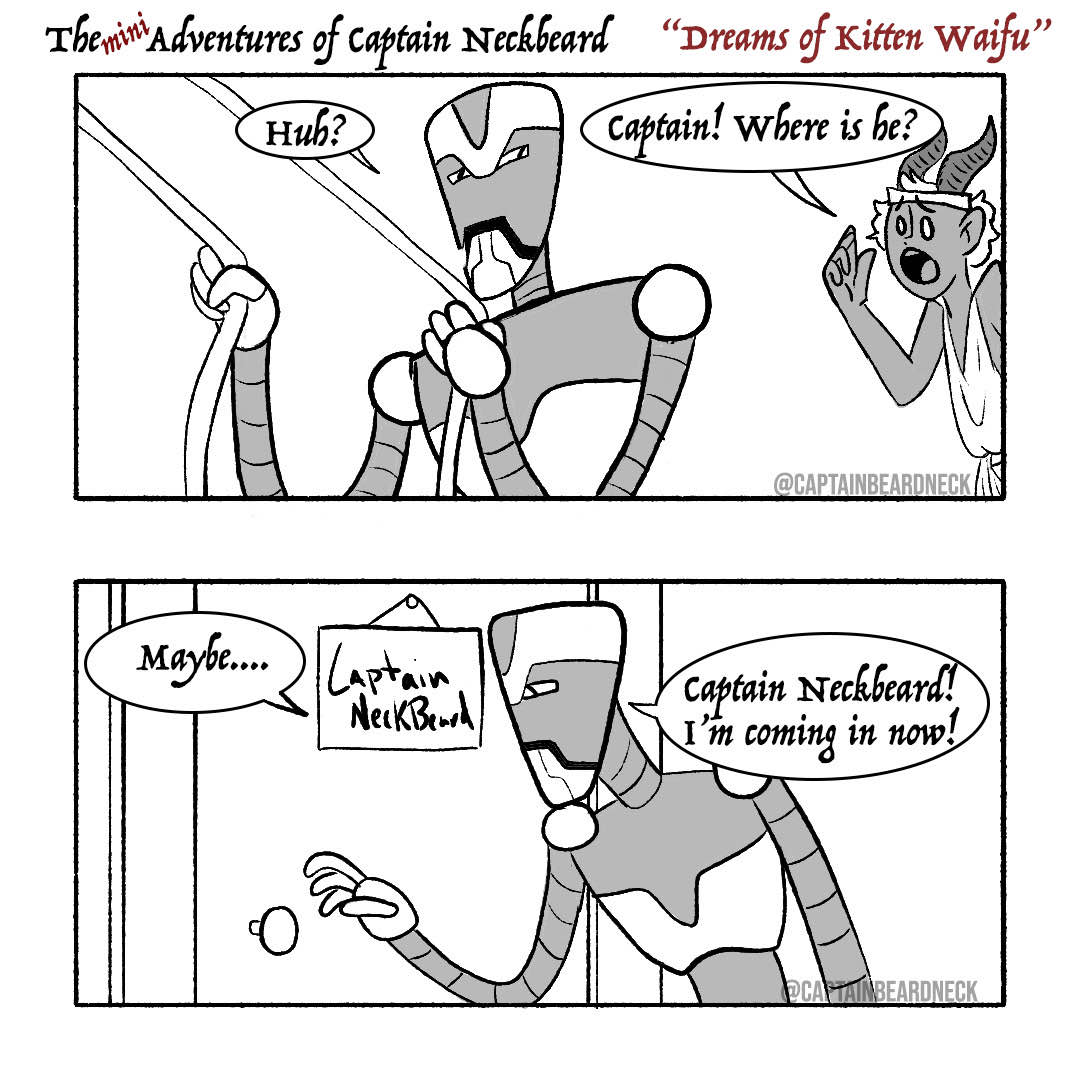 The mini Adventures of Captain Neckbeard "Dreams of Kitten Waifu"
Huh?
Captain! Where is he?
@CAPTAINBEARDNECK
Maybe....
Captain
NeckBeard
Captain Neckbeard!
I'm coming in now!
@CAPTAINBEARDNECK